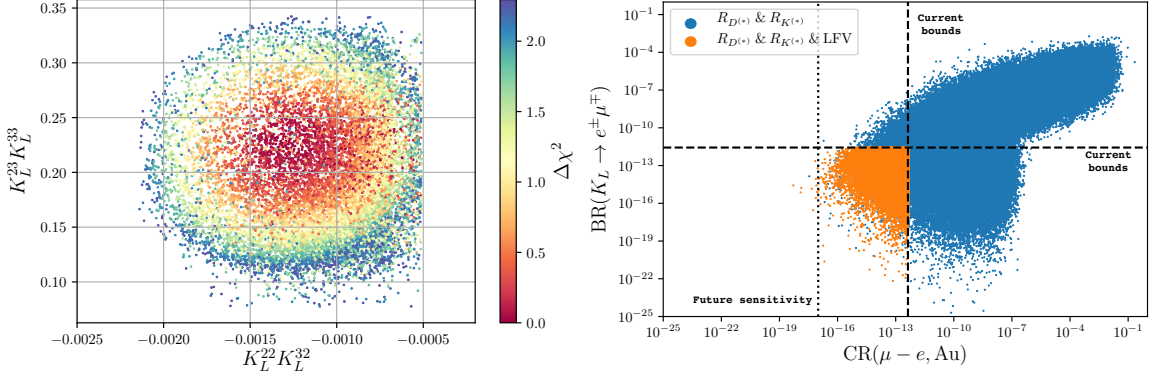 0.35
0.30
0.25
0.20
0.15
0.10
K_L^{23}K_L^{33}
−0.0025
−0.0020
−0.0015
−0.0010
−0.0005
K_L^{22}K_L^{32}
2.0
1.5
1.0
0.5
0.0
Δχ²
10⁻¹
10⁻⁴
10⁻⁷
10⁻¹⁰
10⁻¹³
10⁻¹⁶
10⁻¹⁹
10⁻²²
10⁻²⁵
BR(K_L → e^±μ^∓)
R_{D^{(*)}} & R_{K^{(*)}}
R_{D^{(*)}} & R_{K^{(*)}} & LFV
Current
bounds
Current
bounds
Future sensitivity
10⁻²⁵
10⁻²²
10⁻¹⁹
10⁻¹⁶
10⁻¹³
10⁻¹⁰
10⁻⁷
10⁻⁴
10⁻¹
CR(μ − e, Au)